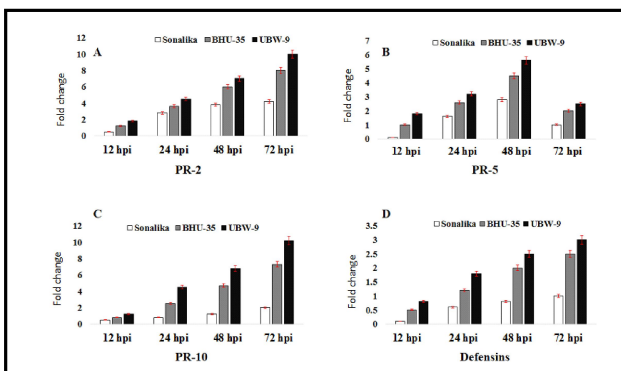 A
Sonalika BHU-35 UBW-9
12
10
8
6
4
2
0
Fold change
12 hpi 24 hpi 48 hpi 72 hpi
PR-2
B
Sonalika BHU-35 UBW-9
7
6
5
4
3
2
1
0
Fold change
12 hpi 24 hpi 48 hpi 72 hpi
PR-5
C
Sonalika BHU-35 UBW-9
12
10
8
6
4
2
0
Fold change
12 hpi 24 hpi 48 hpi 72 hpi
PR-10
D
Sonalika BHU-35 UBW-9
3.5
3
2.5
2
1.5
1
0.5
0
Fold change
12 hpi 24 hpi 48 hpi 72 hpi
Defensins